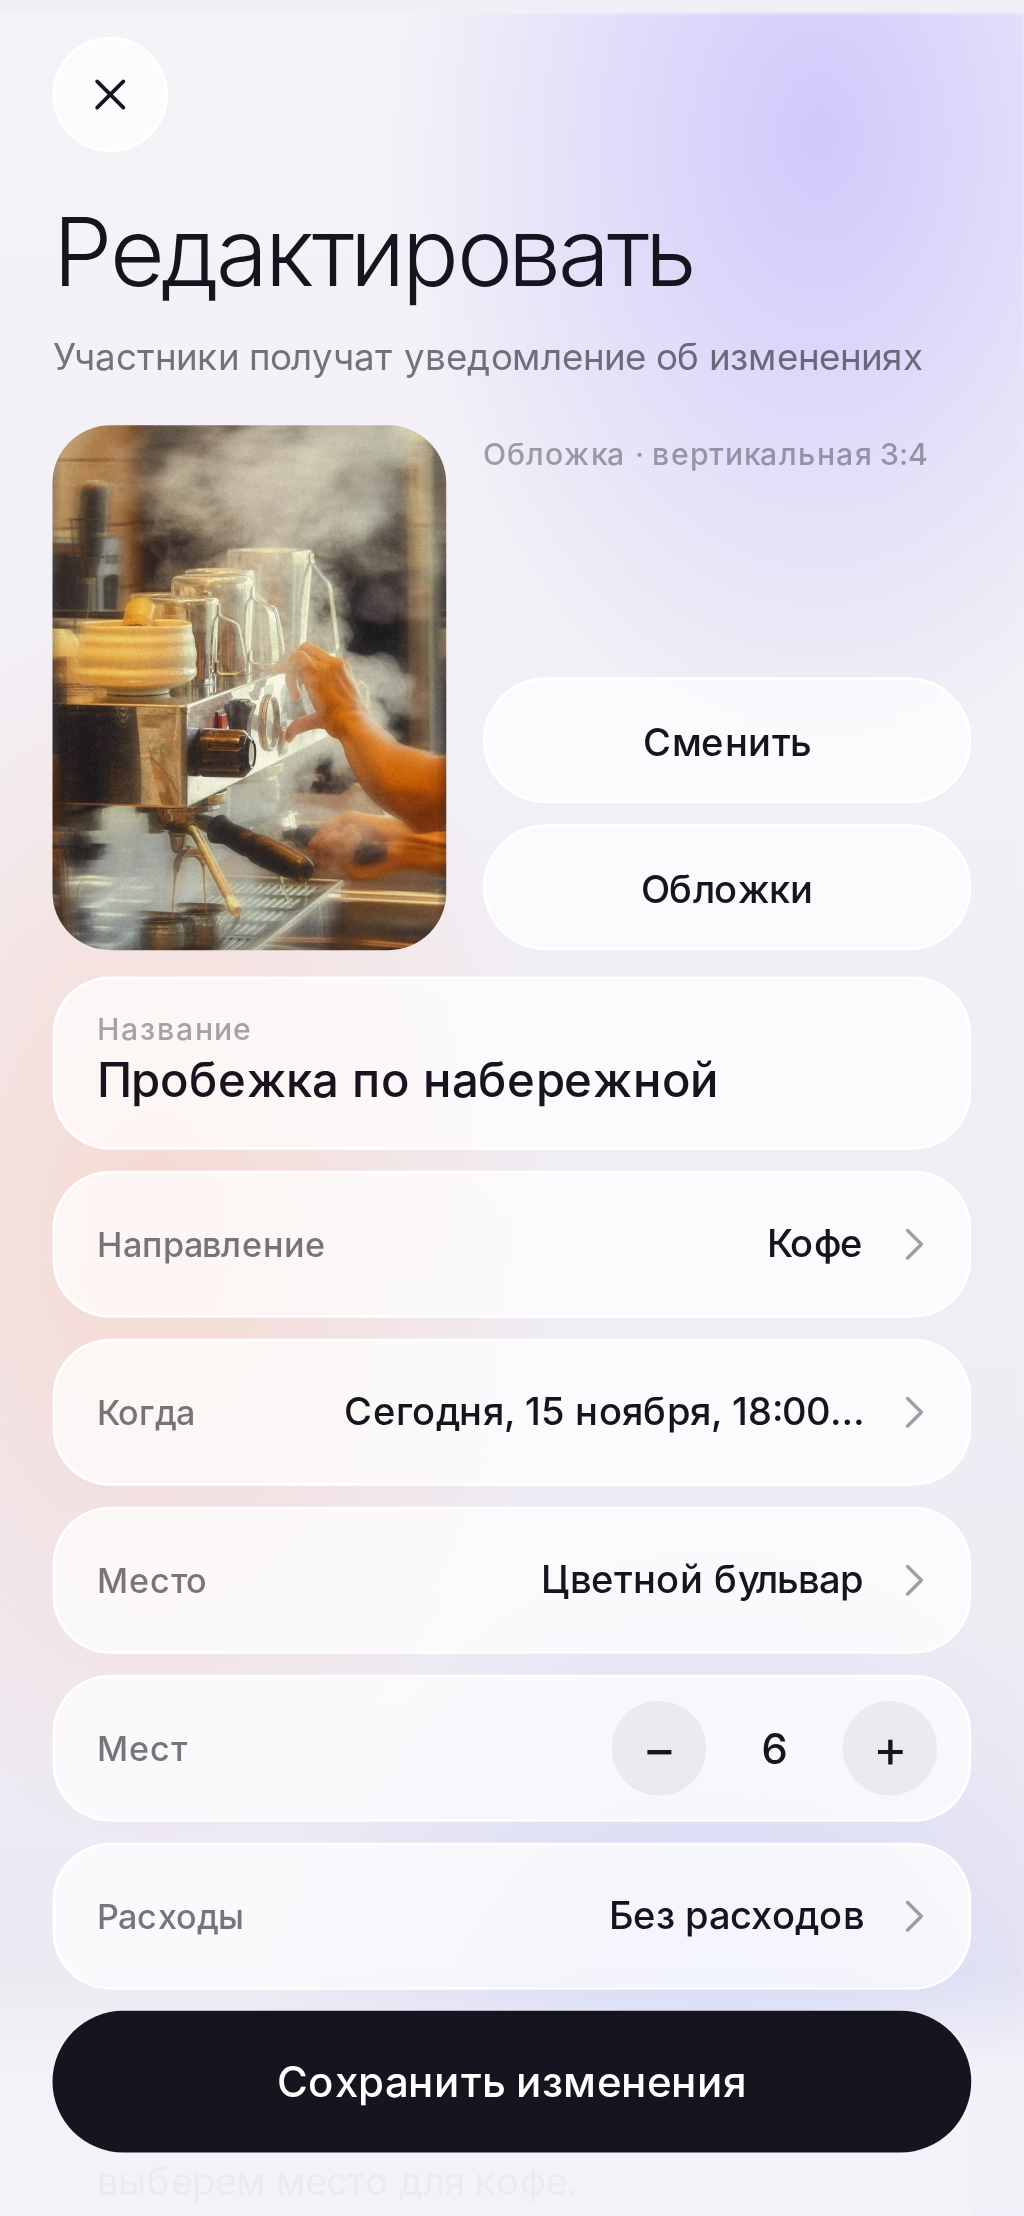 Редактировать
Участники получат уведомление об изменениях
Обложка · вертикальная 3:4
Сменить
Обложки
Название
Пробежка по набережной
Направление
Кофе
Когда
Сегодня, 15 ноября, 18:00...
Место
Цветной бульвар
Мест
− 6 +
Расходы
Без расходов
Сохранить изменения
выберем место для кофе.